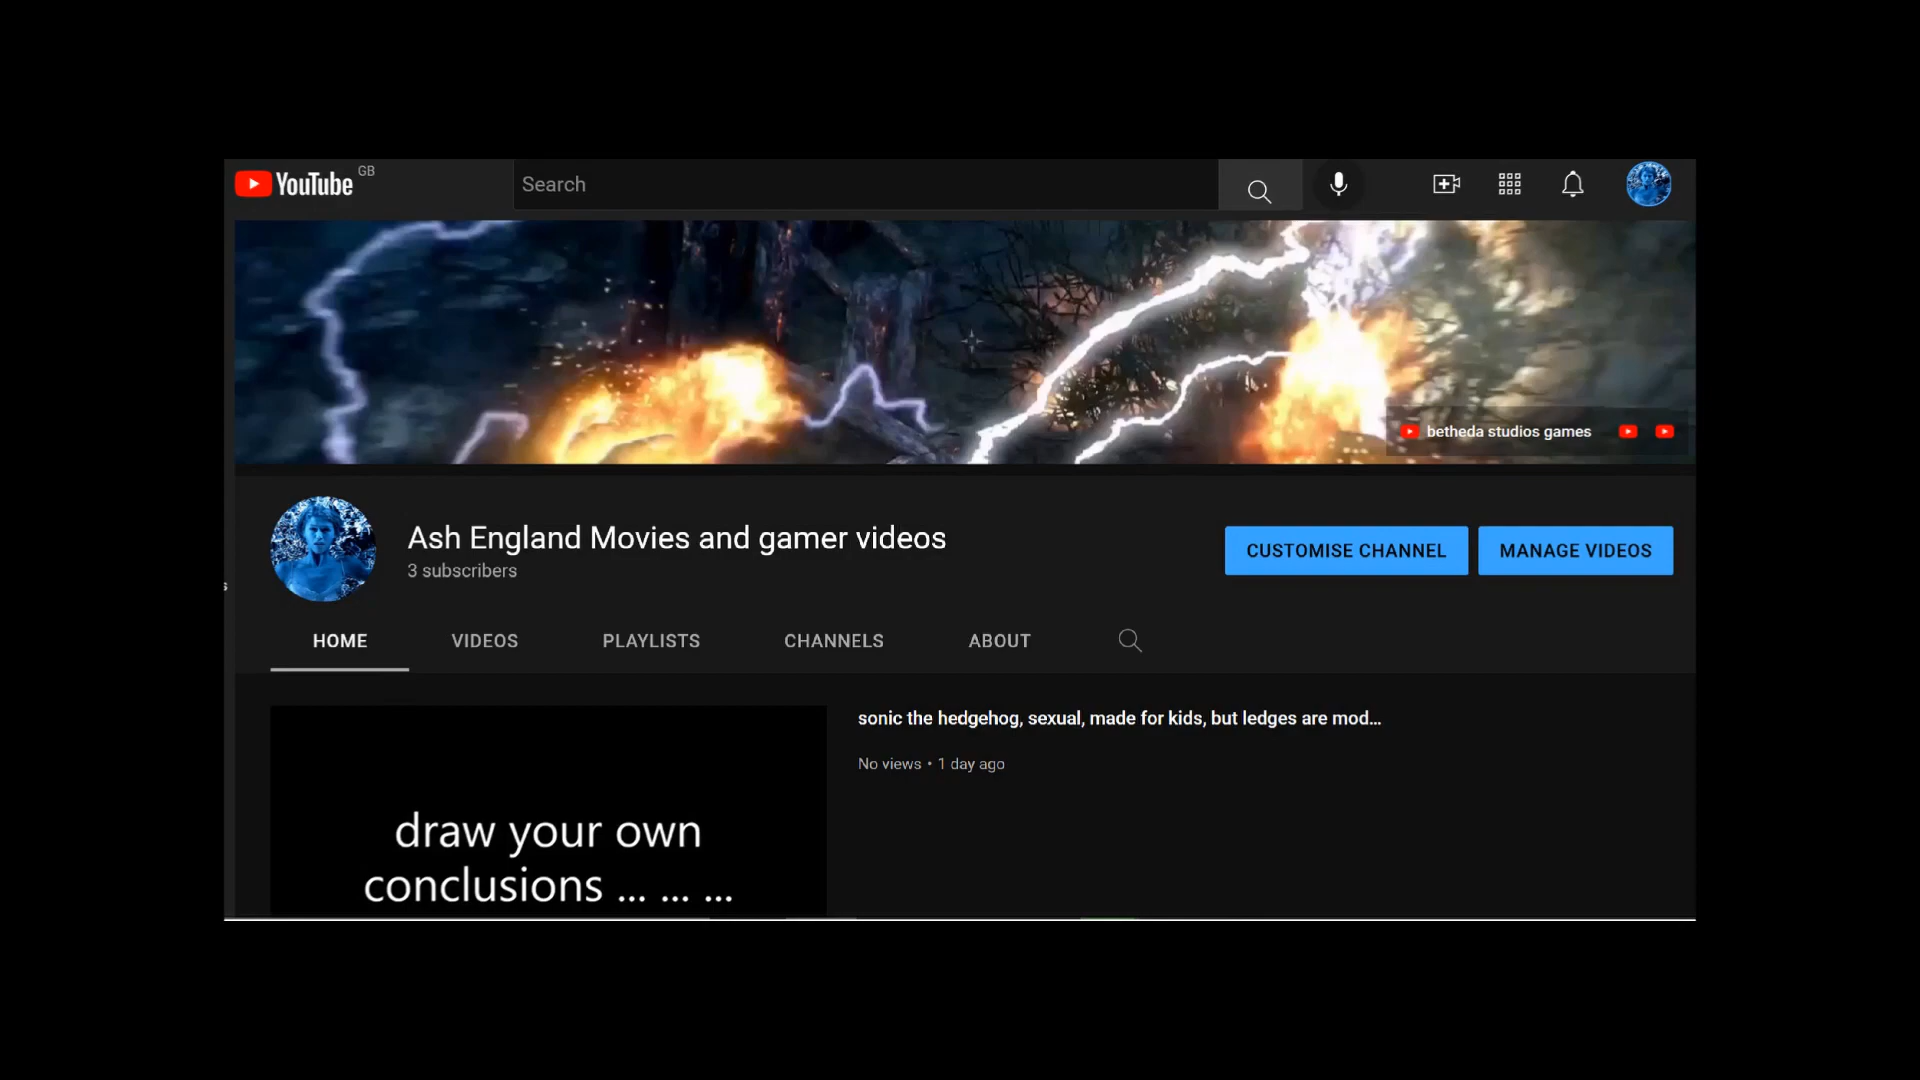 YouTube GB
Search
betheda studios games
Ash England Movies and gamer videos
3 subscribers
CUSTOMISE CHANNEL
MANAGE VIDEOS
HOME
VIDEOS
PLAYLISTS
CHANNELS
ABOUT
sonic the hedgehog, sexual, made for kids, but ledges are mod...
No views • 1 day ago
draw your own
conclusions ... ... ...